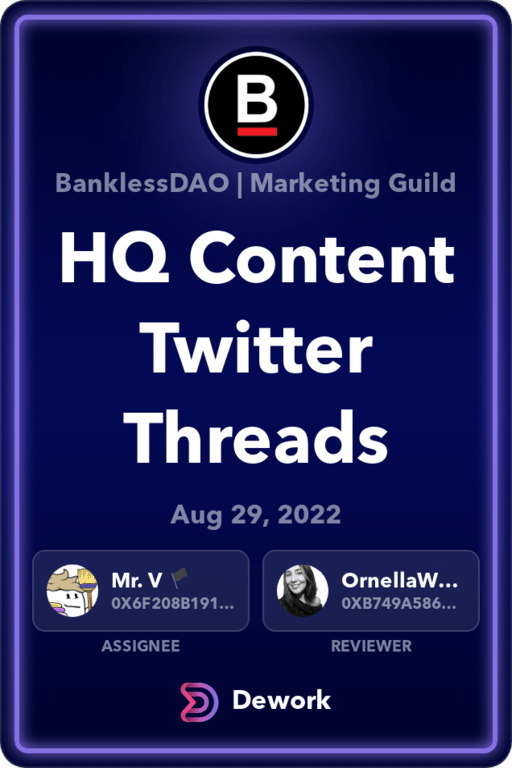 B
BanklessDAO | Marketing Guild
HQ Content
Twitter
Threads
Aug 29, 2022
Mr. V 🏴
0X6F208B191...
OrnellaW...
0XB749A586...
ASSIGNEE
REVIEWER
Dework